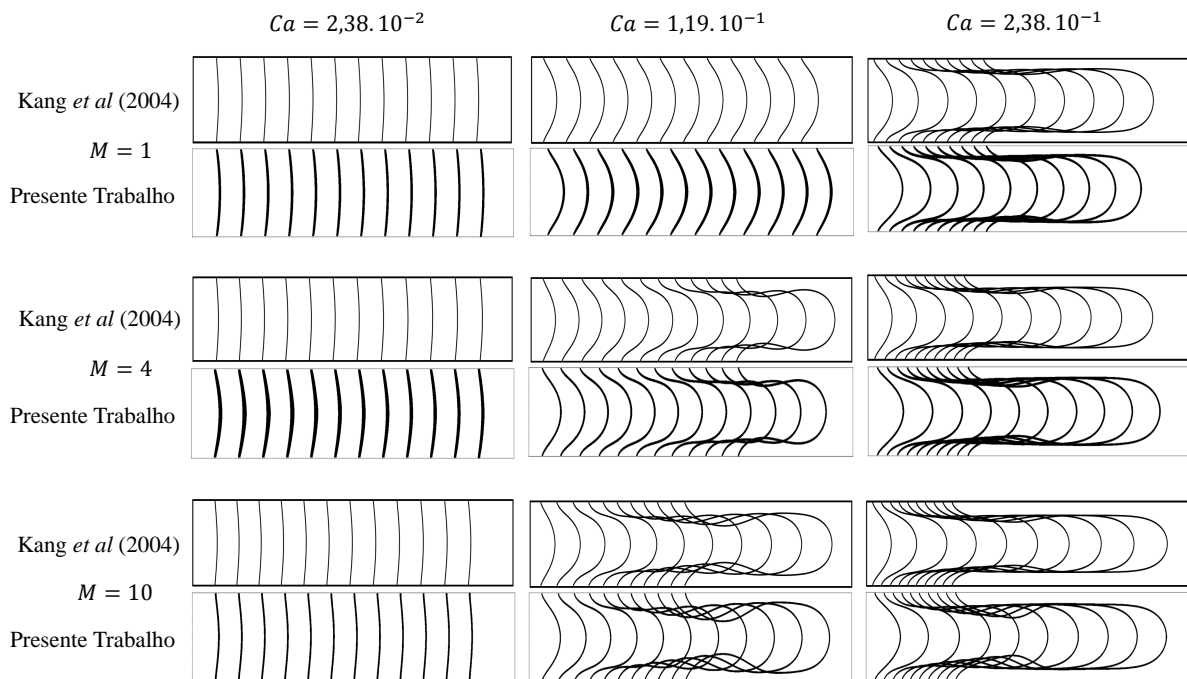 Ca = 2,38.10⁻²
Ca = 1,19.10⁻¹
Ca = 2,38.10⁻¹
Kang et al (2004)
M = 1
Presente Trabalho
Kang et al (2004)
M = 4
Presente Trabalho
Kang et al (2004)
M = 10
Presente Trabalho